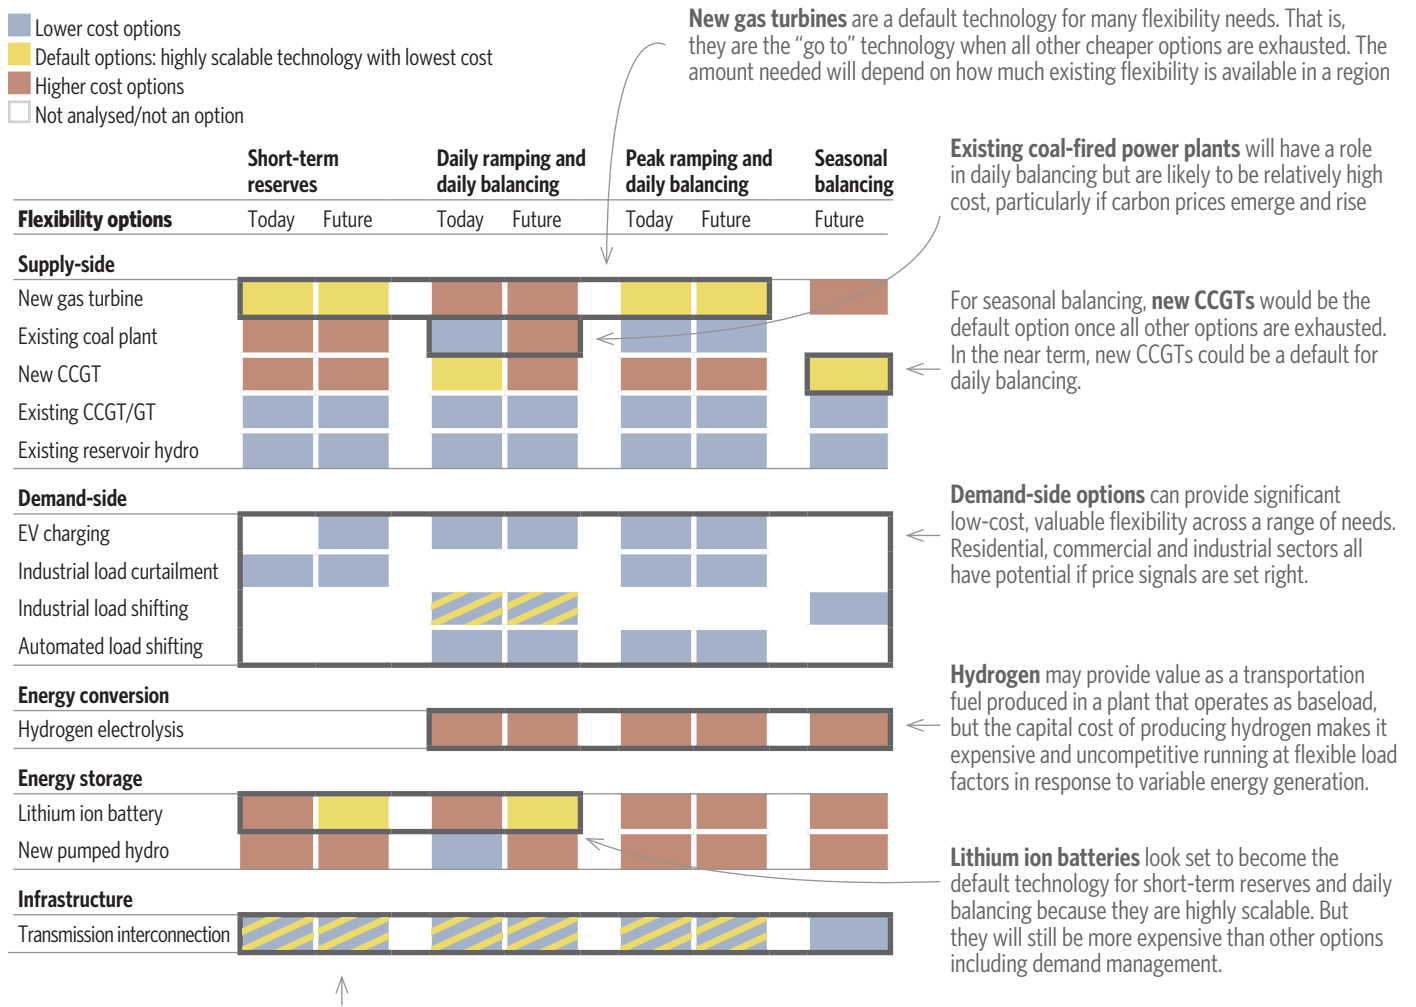 Lower cost options
Default options: highly scalable technology with lowest cost
Higher cost options
Not analysed/not an option
New gas turbines are a default technology for many flexibility needs. That is,
they are the “go to” technology when all other cheaper options are exhausted. The
amount needed will depend on how much existing flexibility is available in a region
Short-term reserves
Daily ramping and daily balancing
Peak ramping and daily balancing
Seasonal balancing
Flexibility options Today Future Today Future Today Future Future
Supply-side
New gas turbine
Existing coal plant
New CCGT
Existing CCGT/GT
Existing reservoir hydro
Demand-side
EV charging
Industrial load curtailment
Industrial load shifting
Automated load shifting
Energy conversion
Hydrogen electrolysis
Energy storage
Lithium ion battery
New pumped hydro
Infrastructure
Transmission interconnection
Existing coal-fired power plants will have a role
in daily balancing but are likely to be relatively high
cost, particularly if carbon prices emerge and rise
For seasonal balancing, new CCGTs would be the
default option once all other options are exhausted.
In the near term, new CCGTs could be a default for
daily balancing.
Demand-side options can provide significant
low-cost, valuable flexibility across a range of needs.
Residential, commercial and industrial sectors all
have potential if price signals are set right.
Hydrogen may provide value as a transportation
fuel produced in a plant that operates as baseload,
but the capital cost of producing hydrogen makes it
expensive and uncompetitive running at flexible load
factors in response to variable energy generation.
Lithium ion batteries look set to become the
default technology for short-term reserves and daily
balancing because they are highly scalable. But
they will still be more expensive than other options
including demand management.